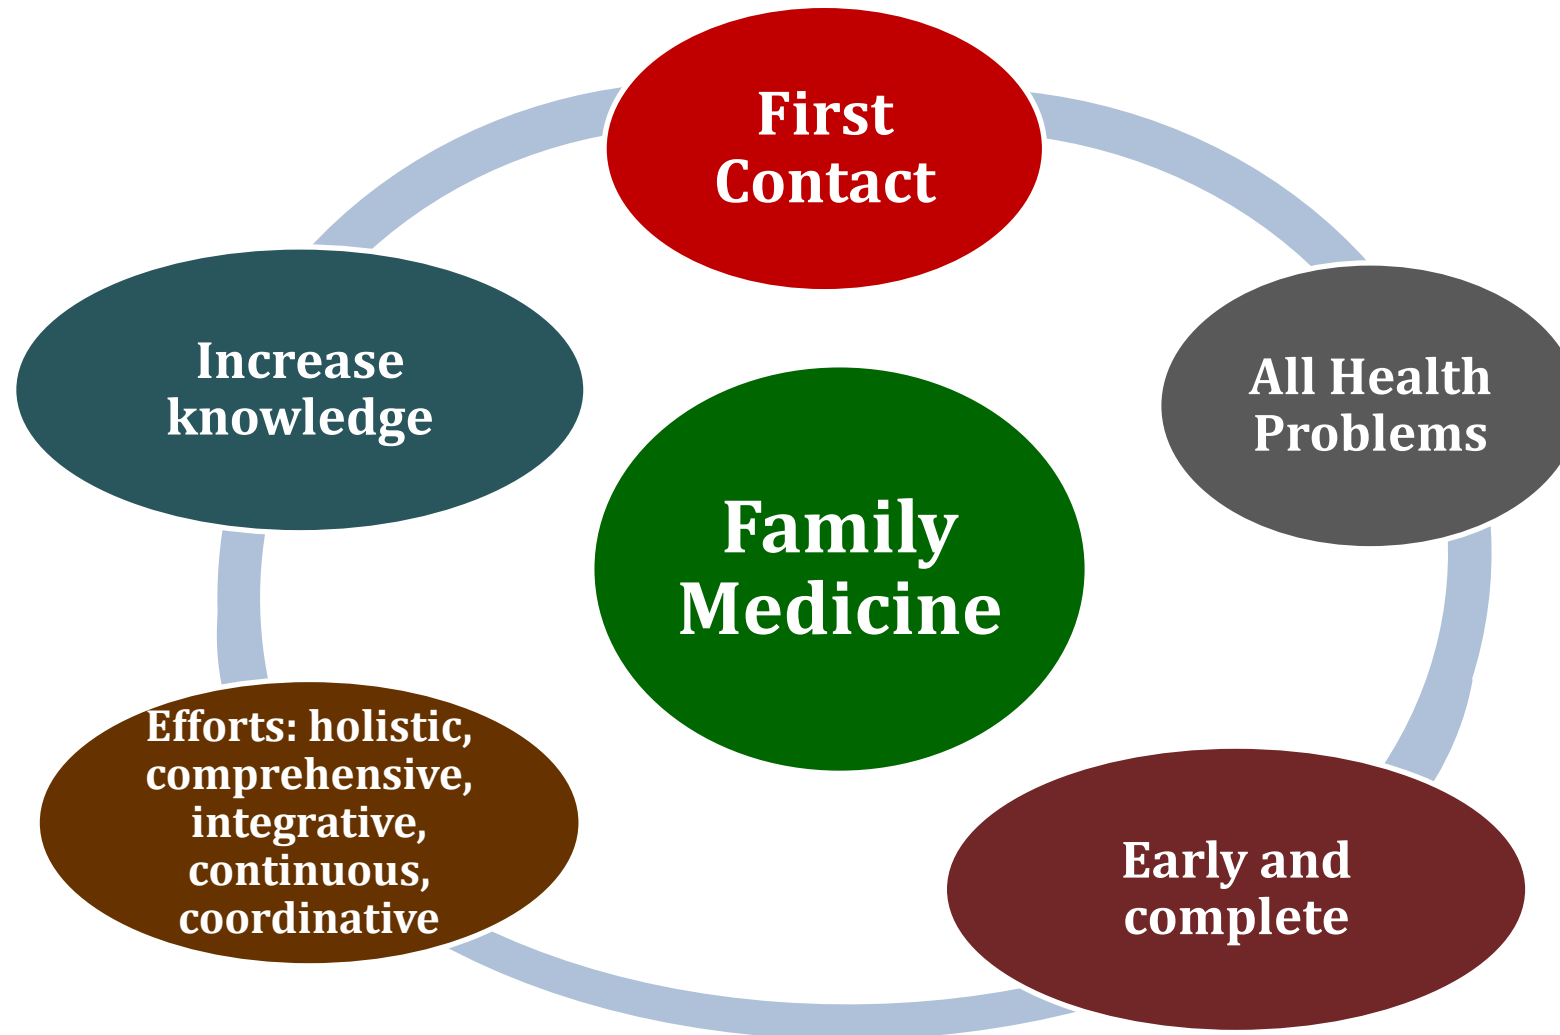 First
Contact
All Health
Problems
Increase
knowledge
Family
Medicine
Efforts: holistic,
comprehensive,
integrative,
continuous,
coordinative
Early and
complete